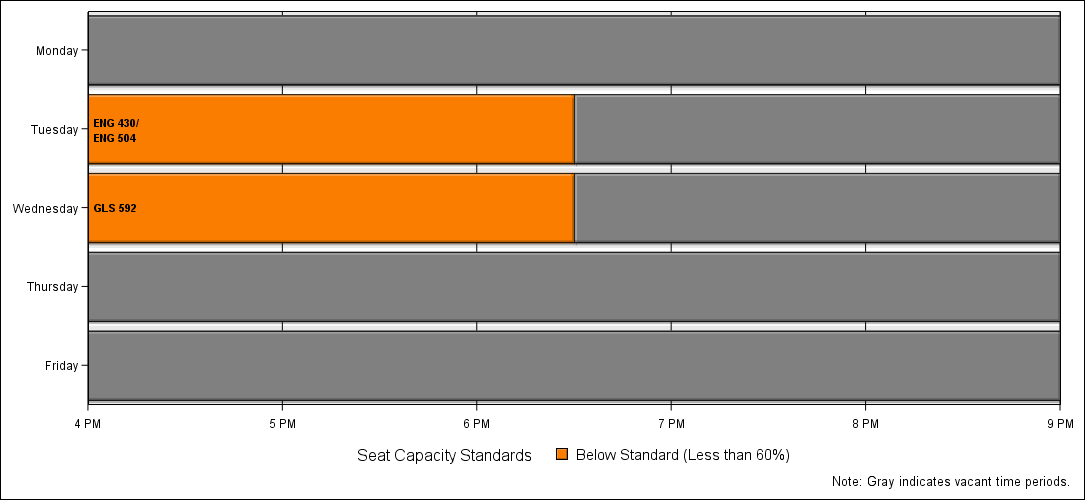 Monday
Tuesday
ENG 430/
ENG 504
Wednesday
GLS 592
Thursday
Friday
4 PM 5 PM 6 PM 7 PM 8 PM 9 PM
Seat Capacity Standards Below Standard (Less than 60%)
Note: Gray indicates vacant time periods.